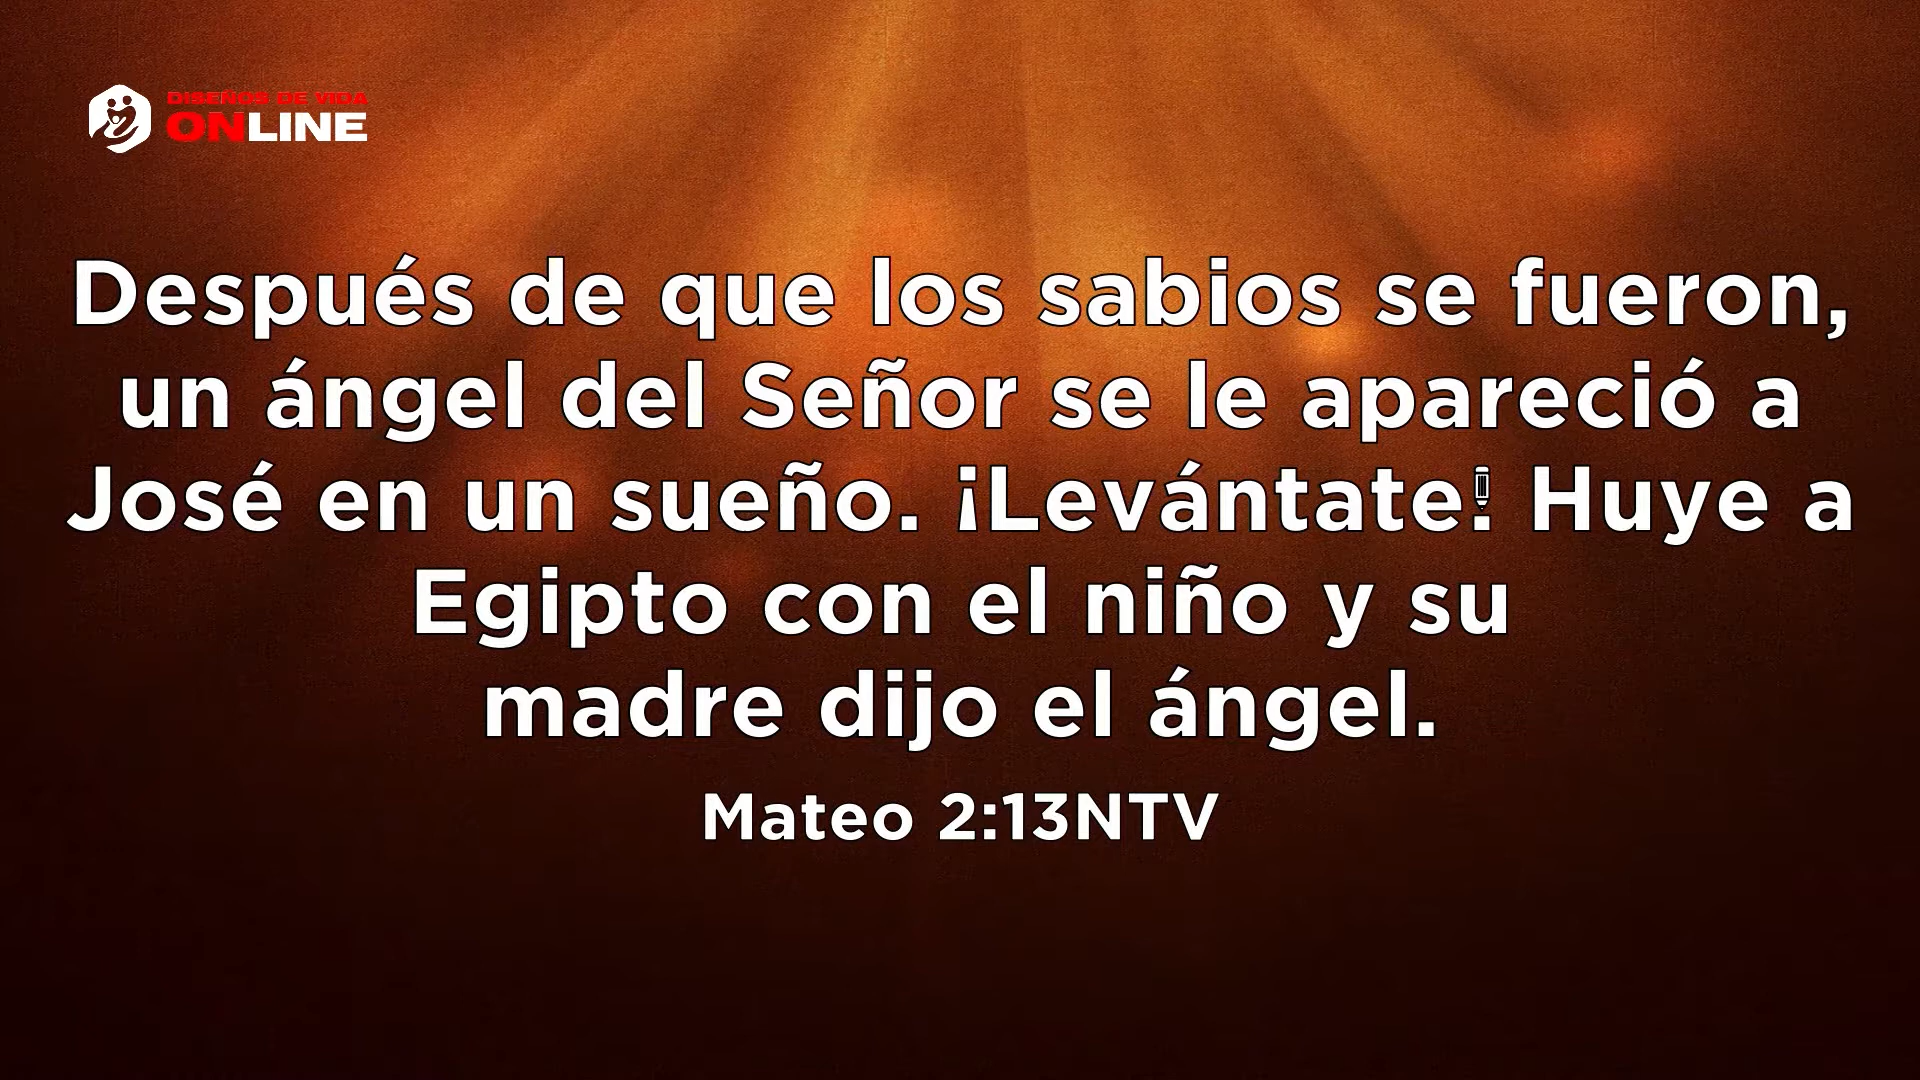 DISEÑOS DE VIDA
ONLINE
Después de que los sabios se fueron,
un ángel del Señor se le apareció a
José en un sueño. ¡Levántate! Huye a
Egipto con el niño y su
madre dijo el ángel.
Mateo 2:13NTV